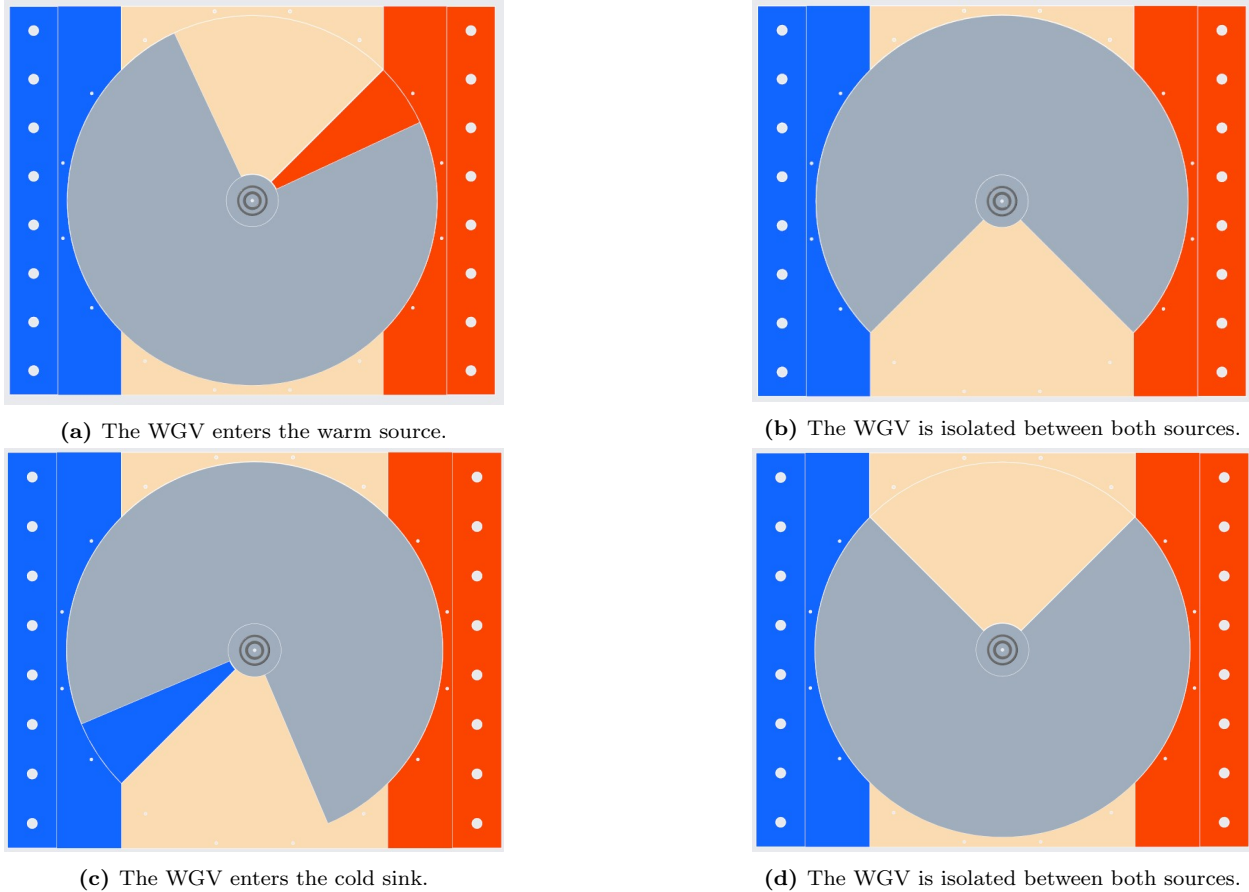 (a) The WGV enters the warm source.
(b) The WGV is isolated between both sources.
(c) The WGV enters the cold sink.
(d) The WGV is isolated between both sources.